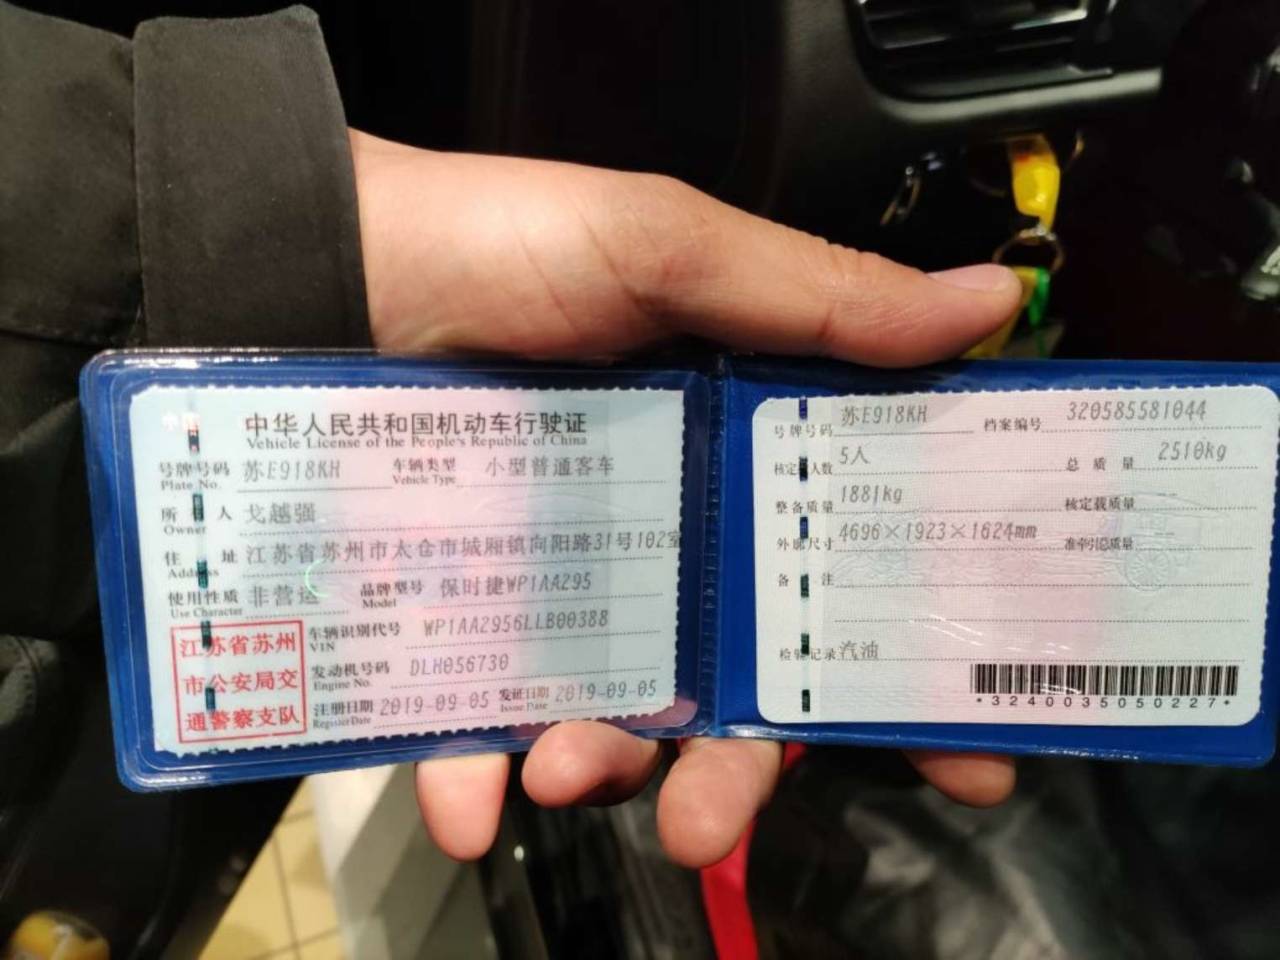 中华人民共和国机动车行驶证
Vehicle License of the People's Republic of China
号牌号码 苏E918KH 车辆类型 小型普通客车
Plate No. Vehicle Type
所 人 戈越强
Owner
住 址 江苏省苏州市太仓市城厢镇向阳路31号102室
Address
使用性质 非营运 品牌型号 保时捷WP1AA295
Use Character Model
江苏省苏州
市公安局交
通警察支队
车辆识别代号 WP1AA2956LLB00388
VIN
发动机号码 DLH056730
Engine No.
注册日期 2019-09-05 发证日期 2019-09-05
Register Date Issue Date
号牌号码 苏E918KH 档案编号 320585581044
核定人数 5人 总质量 2510kg
整备质量 1881kg 核定载质量
外廓尺寸 4696×1923×1624mm 准牵引总质量
备 注
检验记录 汽油
*3240035050227*